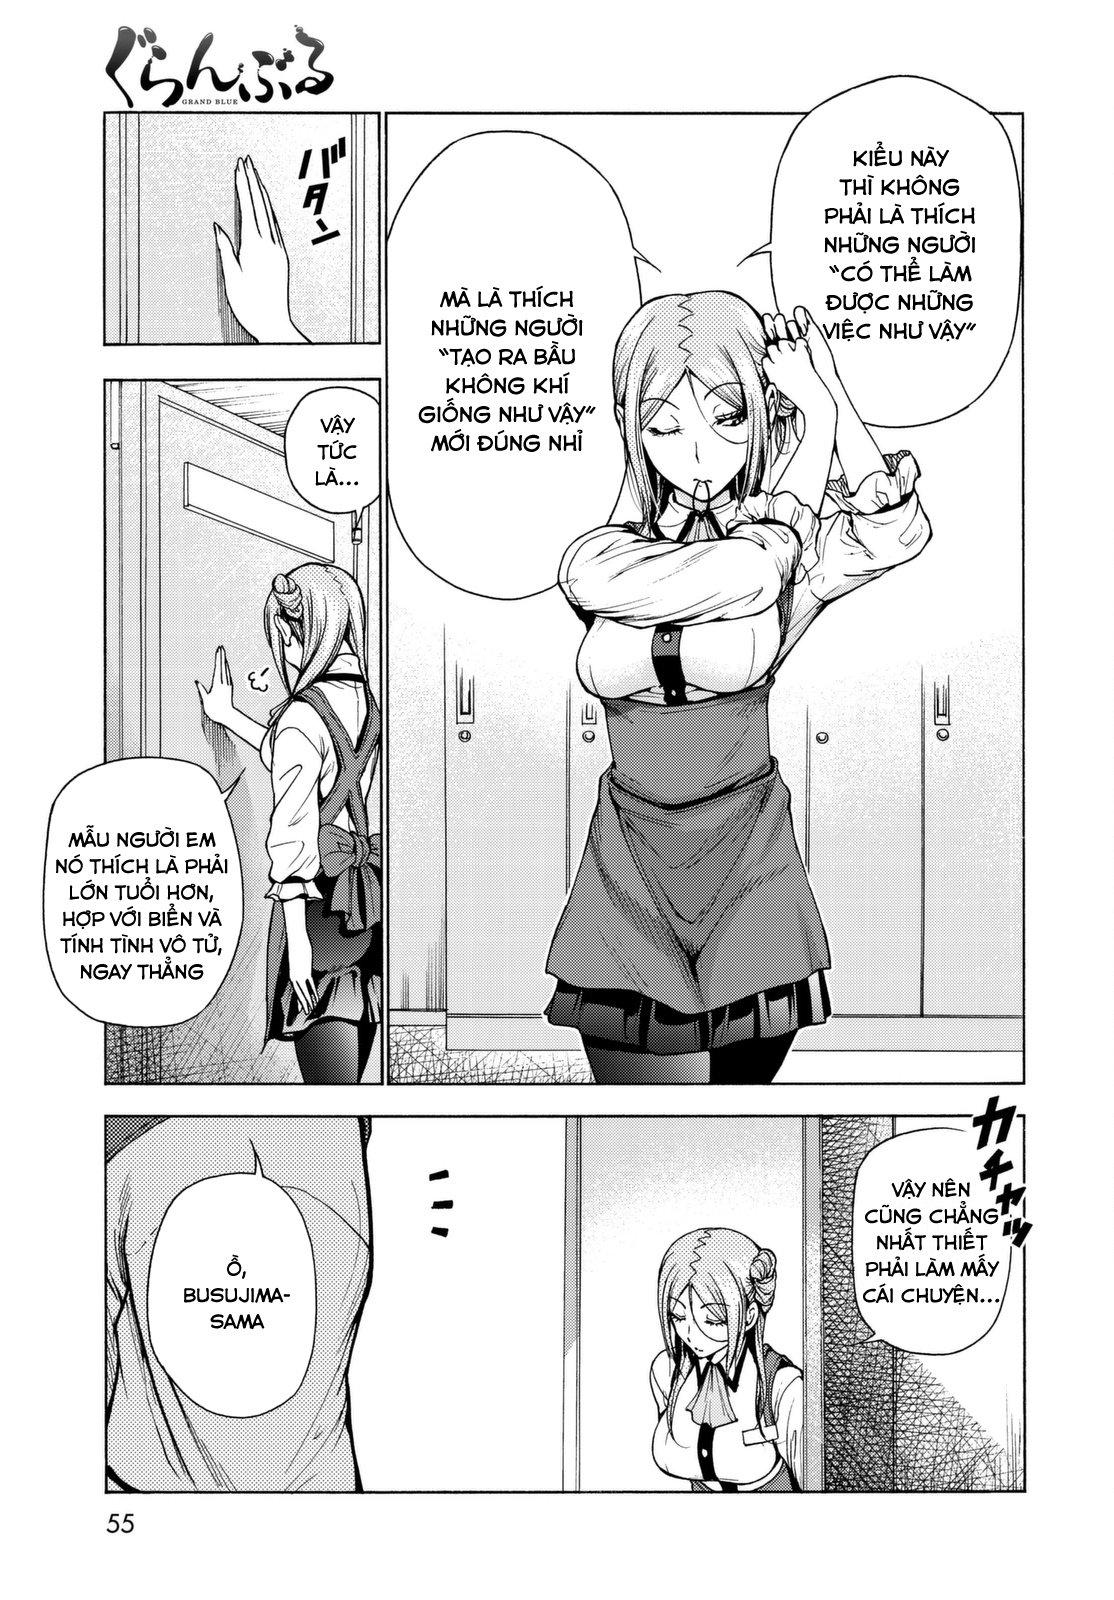 ぐらんぶる
GRAND BLUE
KIỂU NÀY
THÌ KHÔNG
PHẢI LÀ THÍCH
NHỮNG NGƯỜI
“CÓ THỂ LÀM
ĐƯỢC NHỮNG
VIỆC NHƯ VẬY”
MÀ LÀ THÍCH
NHỮNG NGƯỜI
“TẠO RA BẦU
KHÔNG KHÍ
GIỐNG NHƯ VẬY”
MỚI ĐÚNG NHỈ
バタン
VẬY
TỨC
LÀ...
MẪU NGƯỜI EM
NÓ THÍCH LÀ PHẢI
LỚN TUỔI HƠN,
HỢP VỚI BIỂN VÀ
TÍNH TÌNH VÔ TỬ,
NGAY THẲNG
ガチャッ
VẬY NÊN
CŨNG CHẲNG
NHẤT THIẾT
PHẢI LÀM MẤY
CÁI CHUYỆN...
Ồ,
BUSUJIMA-
SAMA
55